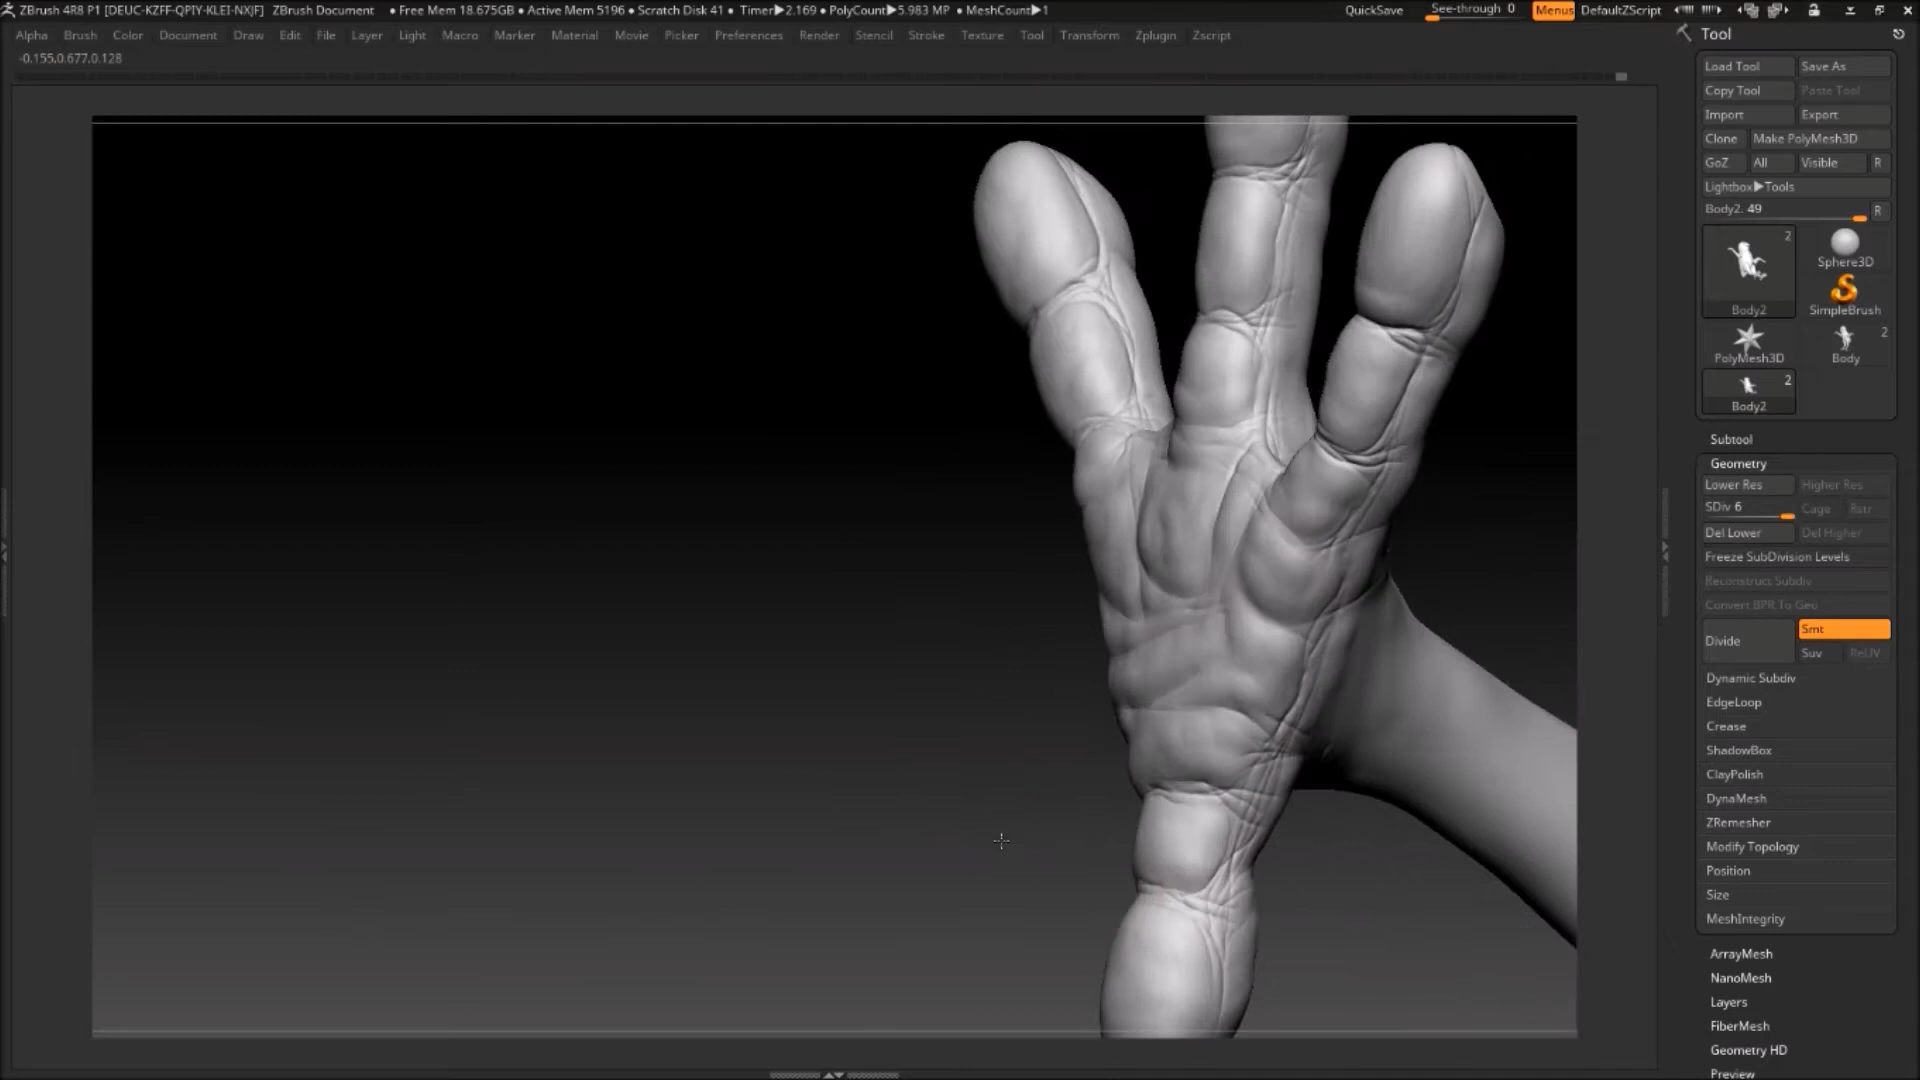 ZBrush 4R8 P1 [DEUC-KZFF-QPIY-KLEI-NXJF] ZBrush Document • Free Mem 18.675GB • Active Mem 5196 • Scratch Disk 41 • Timer▶2.169 • PolyCount▶5.983 MP • MeshCount▶1 QuickSave See-through 0 Menus DefaultZScript
Alpha Brush Color Document Draw Edit File Layer Light Macro Marker Material Movie Picker Preferences Render Stencil Stroke Texture Tool Transform Zplugin Zscript
-0.155,0.677,0.128
Tool
Load Tool Save As
Copy Tool Paste Tool
Import Export
Clone Make PolyMesh3D
GoZ All Visible R
Lightbox▶Tools
Body2. 49 R
2
Sphere3D
Body2 SimpleBrush
2
PolyMesh3D Body
2
Body2
Subtool
Geometry
Lower Res Higher Res
SDiv 6 Cage Rstr
Del Lower Del Higher
Freeze SubDivision Levels
Reconstruct Subdiv
Convert BPR To Geo
Divide Smt
Suv ReUV
Dynamic Subdiv
EdgeLoop
Crease
ShadowBox
ClayPolish
DynaMesh
ZRemesher
Modify Topology
Position
Size
MeshIntegrity
ArrayMesh
NanoMesh
Layers
FiberMesh
Geometry HD
Preview